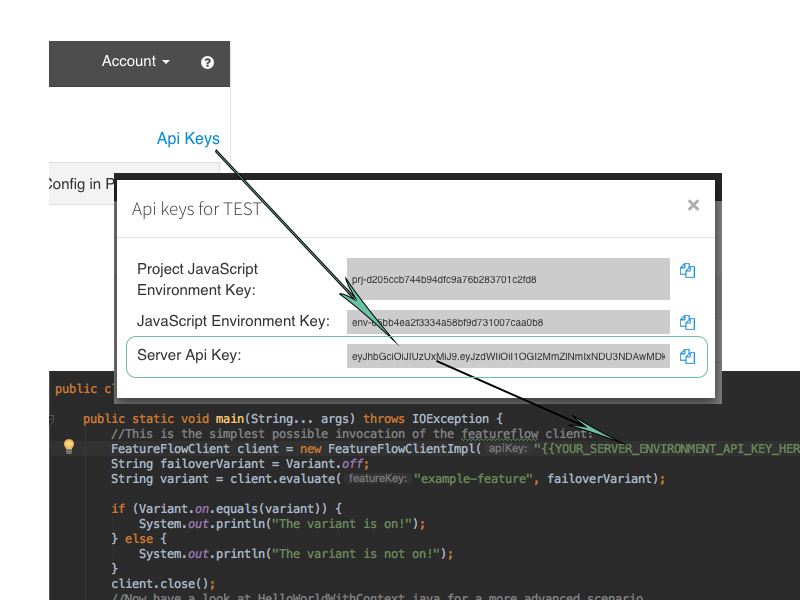 Account
Api Keys
Config in P
Api keys for TEST
Project JavaScript
Environment Key:
prj-d205ccb744b94dfc9a76b283701c2fd8
JavaScript Environment Key:
Server Api Key:
public c
public static void main(String... args) throws IOException {
//This is the simplest possible invocation of the featureflow client.
FeatureFlowClient client = new FeatureFlowClientImpl( apiKey: "{{YOUR_SERVER_ENVIRONMENT_API_KEY_HER
String failoverVariant = Variant.off;
String variant = client.evaluate( featureKey: "example-feature", failoverVariant);
if (Variant.on.equals(variant)) {
System.out.println("The variant is on!");
} else {
System.out.println("The variant is not on!");
}
client.close();
//Now have a look at HelloWorldWithContext.java for a more advanced scenario